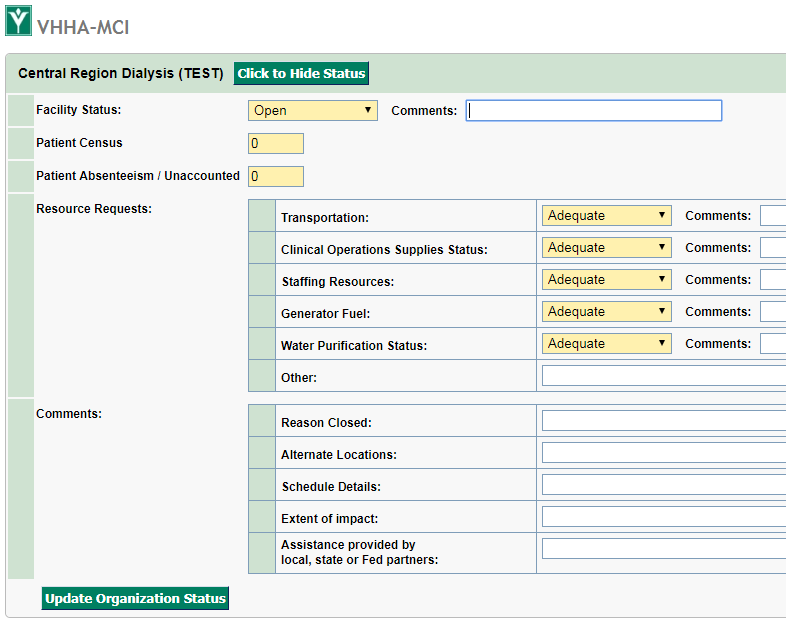 VHHA-MCI
Central Region Dialysis (TEST) Click to Hide Status
Facility Status: Open Comments:
Patient Census 0
Patient Absenteeism / Unaccounted 0
Resource Requests:
Transportation: Adequate Comments:
Clinical Operations Supplies Status: Adequate Comments:
Staffing Resources: Adequate Comments:
Generator Fuel: Adequate Comments:
Water Purification Status: Adequate Comments:
Other:
Comments:
Reason Closed:
Alternate Locations:
Schedule Details:
Extent of impact:
Assistance provided by
local, state or Fed partners:
Update Organization Status